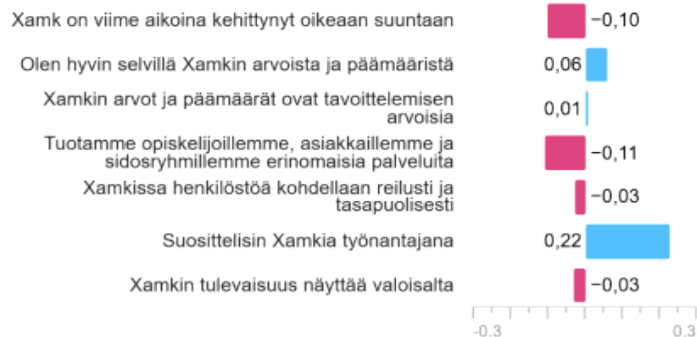 Xamk on viime aikoina kehittynyt oikeaan suuntaan −0,10
Olen hyvin selvillä Xamkin arvoista ja päämääristä 0,06
Xamkin arvot ja päämäärät ovat tavoittelemisen
arvoisia 0,01
Tuotamme opiskelijoillemme, asiakkaillemme ja
sidosryhmillemme erinomaisia palveluita −0,11
Xamkissa henkilöstöä kohdellaan reilusti ja
tasapuolisesti −0,03
Suosittelisin Xamkia työnantajana 0,22
Xamkin tulevaisuus näyttää valoisalta −0,03
-0.3 0.3